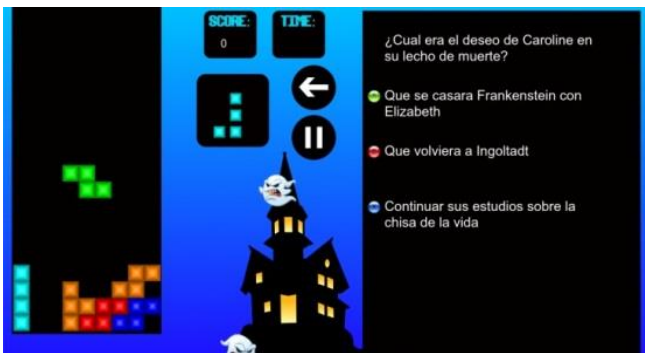 SCORE:
0
TIME:
¿Cual era el deseo de Caroline en
su lecho de muerte?
Que se casara Frankenstein con
Elizabeth
Que volviera a Ingoltadt
Continuar sus estudios sobre la
chisa de la vida